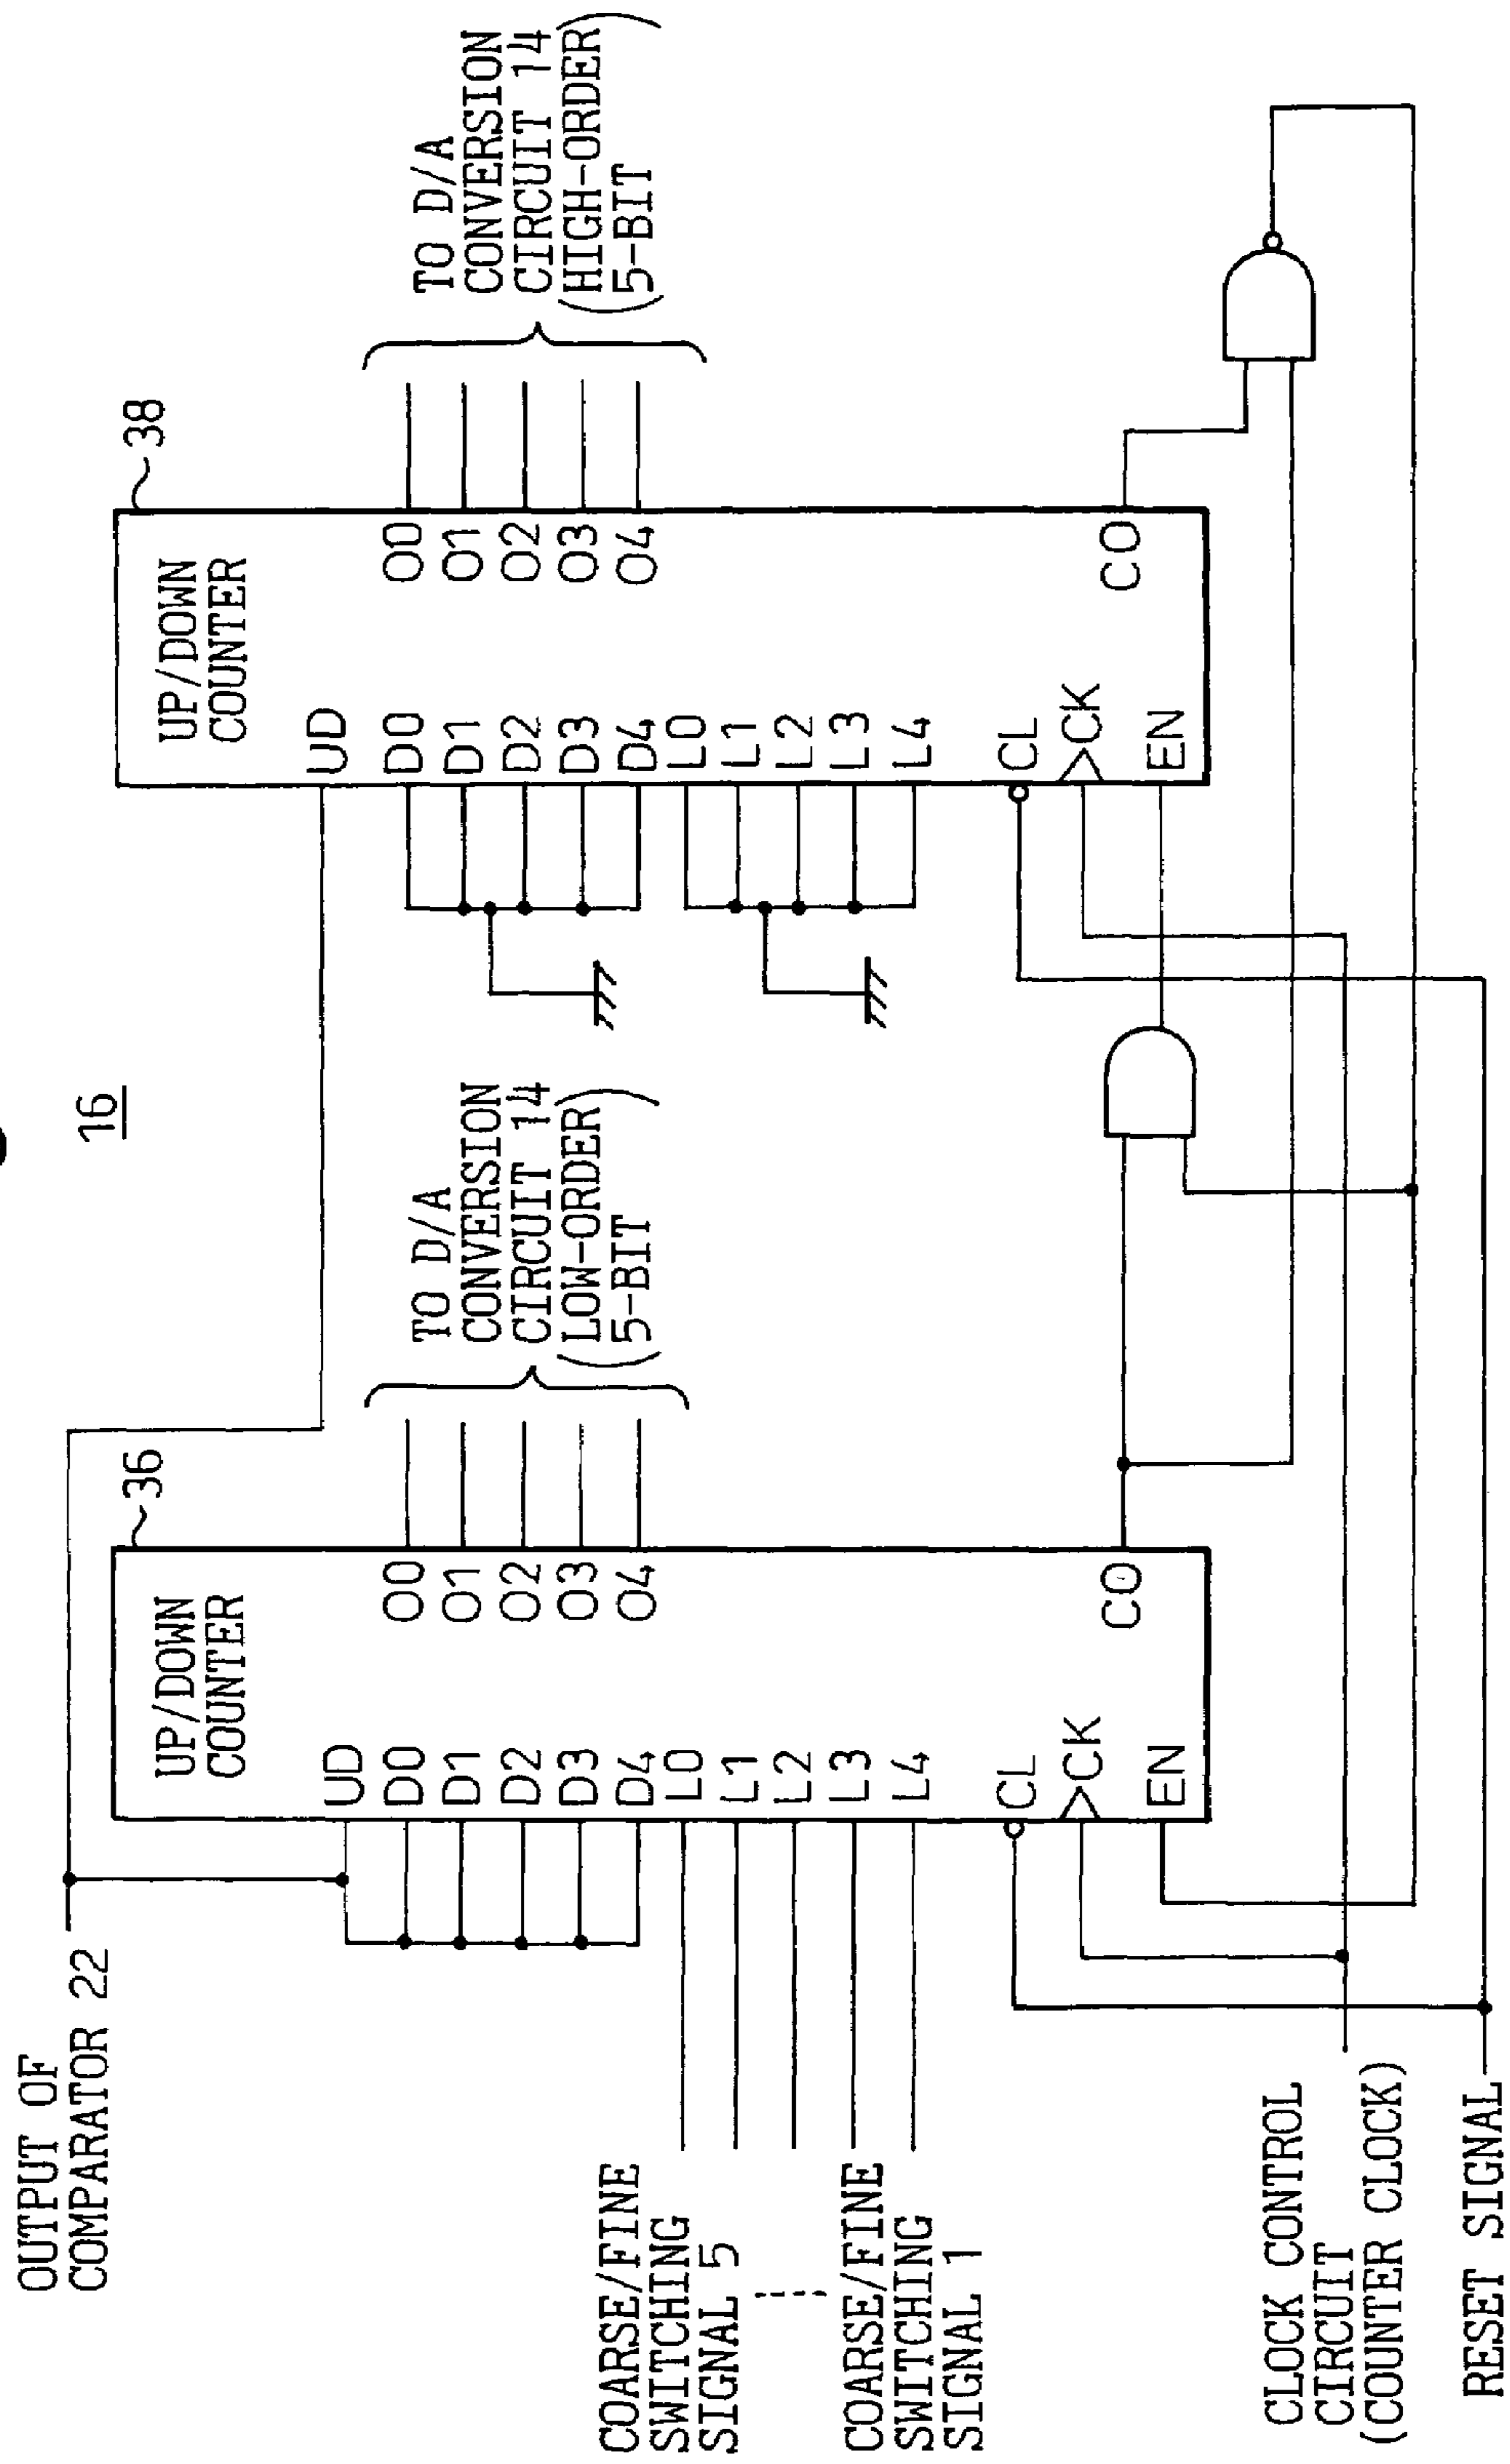 16
OUTPUT OF
COMPARATOR 22
36
UP/DOWN
COUNTER
UD
D0
D1
D2
D3
D4
L0
L1
L2
L3
L4
CL
CK
EN
O0
O1
O2
O3
O4
CO
TO D/A
CONVERSION
CIRCUIT 14
(LOW-ORDER)
5-BIT
38
UP/DOWN
COUNTER
UD
D0
D1
D2
D3
D4
L0
L1
L2
L3
L4
CL
CK
EN
O0
O1
O2
O3
O4
CO
TO D/A
CONVERSION
CIRCUIT 14
(HIGH-ORDER)
5-BIT
COARSE/FINE
SWITCHING
SIGNAL 5
COARSE/FINE
SWITCHING
SIGNAL 1
CLOCK CONTROL
CIRCUIT
(COUNTER CLOCK)
RESET SIGNAL